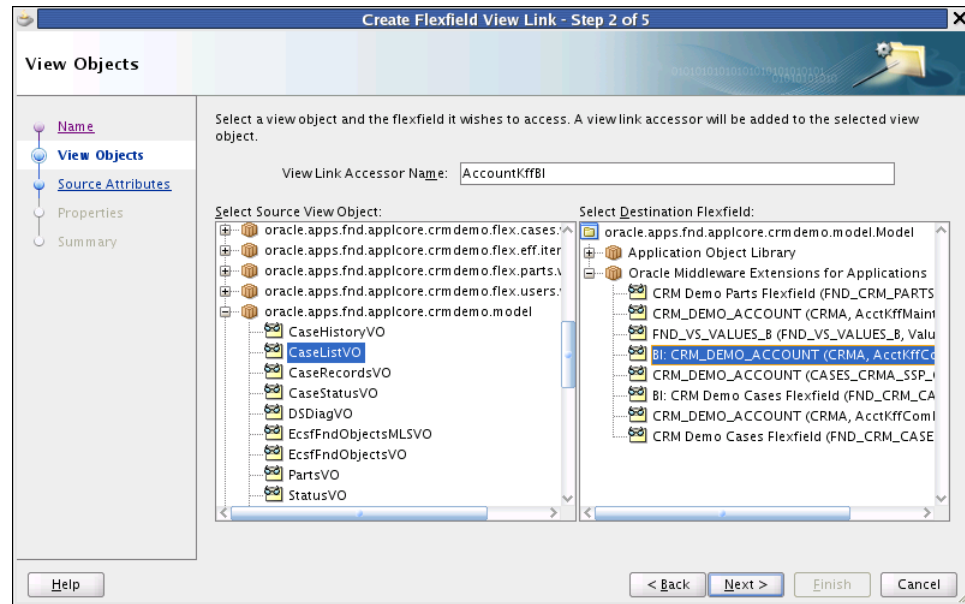 Create Flexfield View Link - Step 2 of 5
View Objects
Name
View Objects
Source Attributes
Properties
Summary
Select a view object and the flexfield it wishes to access. A view link accessor will be added to the selected view
object.
View Link Accessor Name: AccountKffBI
Select Source View Object:
oracle.apps.fnd.applcore.crmdemo.flex.cases.
oracle.apps.fnd.applcore.crmdemo.flex.eff.iter
oracle.apps.fnd.applcore.crmdemo.flex.parts.
oracle.apps.fnd.applcore.crmdemo.flex.users.
oracle.apps.fnd.applcore.crmdemo.model
CaseHistoryVO
CaseListVO
CaseRecordsVO
CaseStatusVO
DSDiagVO
EcsfFndObjectsMLSVO
EcsfFndObjectsVO
PartsVO
StatusVO
Select Destination Flexfield:
oracle.apps.fnd.applcore.crmdemo.model.Model
Application Object Library
Oracle Middleware Extensions for Applications
CRM Demo Parts Flexfield (FND_CRM_PARTS
CRM_DEMO_ACCOUNT (CRMA, AcctKffMaint
FND_VS_VALUES_B (FND_VS_VALUES_B, Valu
BI: CRM_DEMO_ACCOUNT (CRMA, AcctKffCo
CRM_DEMO_ACCOUNT (CASES_CRMA_SSP_
BI: CRM Demo Cases Flexfield (FND_CRM_CA
CRM_DEMO_ACCOUNT (CRMA, AcctKffCom
CRM Demo Cases Flexfield (FND_CRM_CASE
Help
< Back
Next >
Finish
Cancel